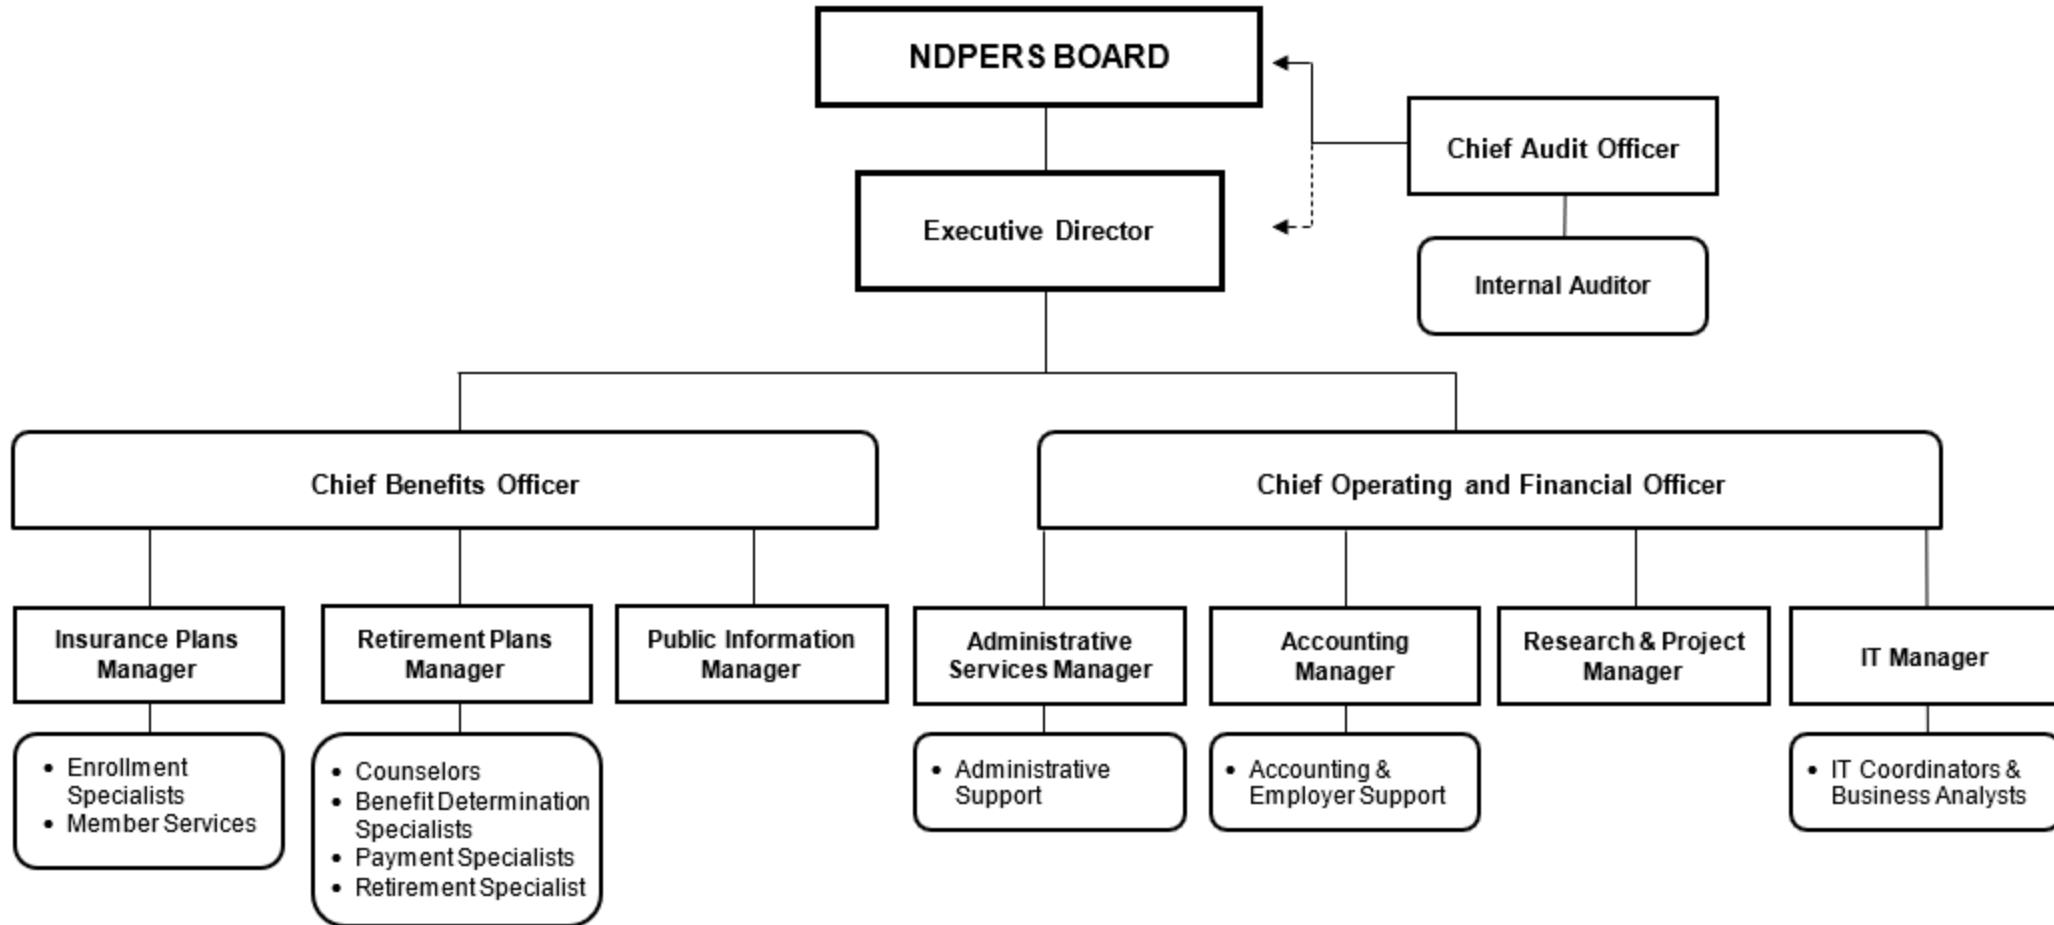 NDPERS BOARD
Chief Audit Officer
Executive Director
Internal Auditor
Chief Benefits Officer
Chief Operating and Financial Officer
Insurance Plans
Manager
Retirement Plans
Manager
Public Information
Manager
Administrative
Services Manager
Accounting
Manager
Research & Project
Manager
IT Manager
• Enrollment
Specialists
• Member Services
• Counselors
• Benefit Determination
Specialists
• Payment Specialists
• Retirement Specialist
• Administrative
Support
• Accounting &
Employer Support
• IT Coordinators &
Business Analysts